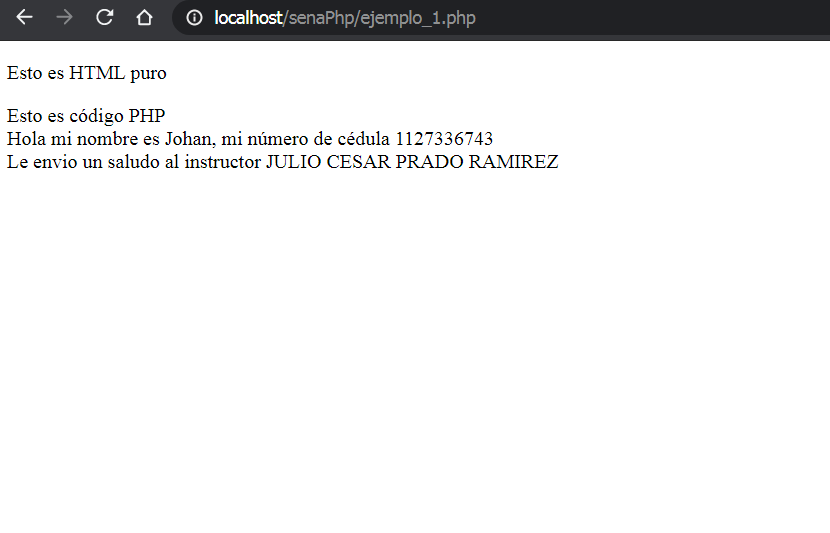 localhost/senaPhp/ejemplo_1.php
Esto es HTML puro
Esto es código PHP
Hola mi nombre es Johan, mi número de cédula 1127336743
Le envio un saludo al instructor JULIO CESAR PRADO RAMIREZ